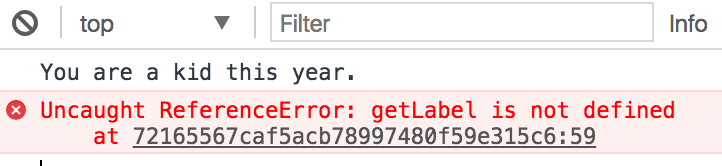 top ▼ Filter Info
You are a kid this year.
Uncaught ReferenceError: getLabel is not defined
at 72165567caf5acb78997480f59e315c6:59